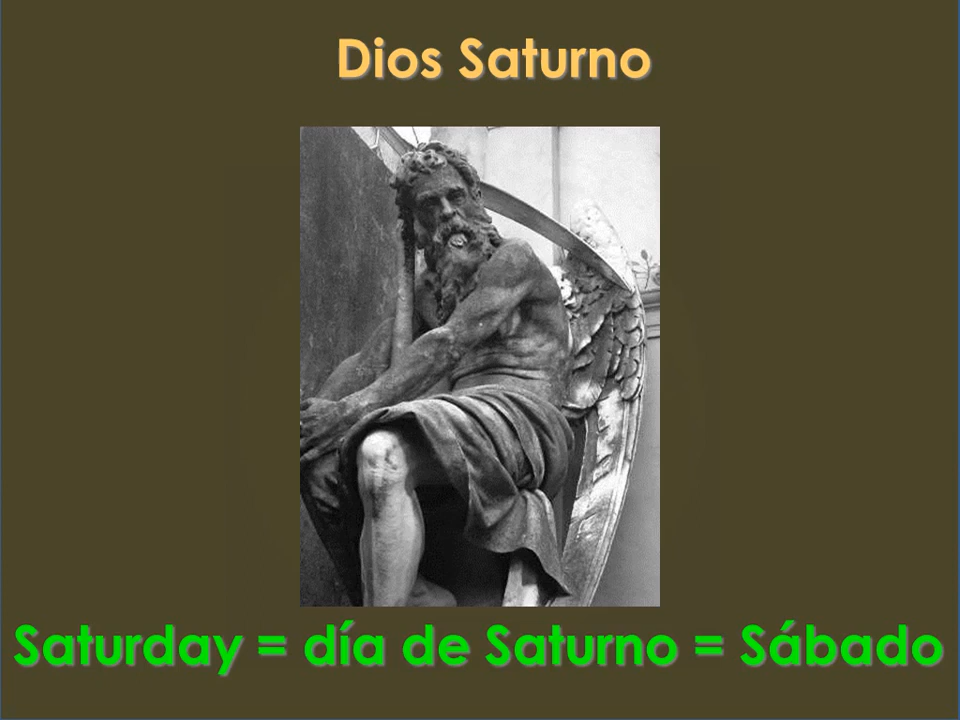 Dios Saturno
Saturday = día de Saturno = Sábado